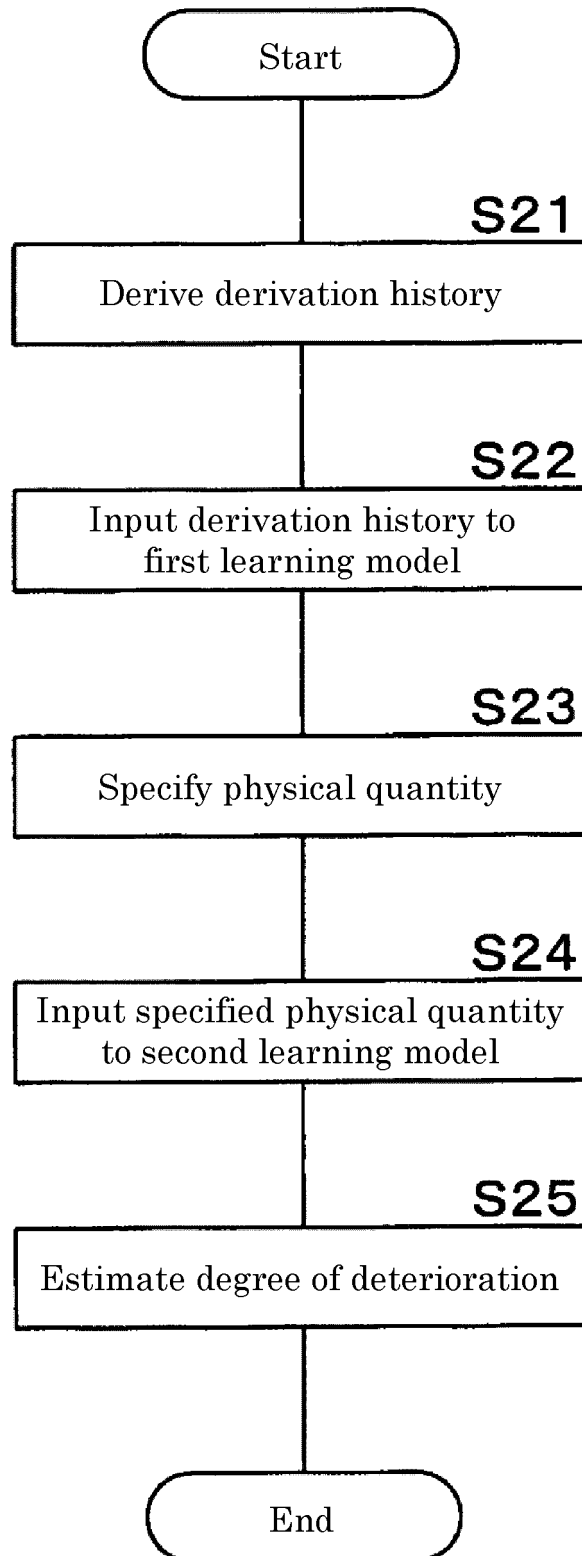 Start
S21
Derive derivation history
S22
Input derivation history to
first learning model
S23
Specify physical quantity
S24
Input specified physical quantity
to second learning model
S25
Estimate degree of deterioration
End